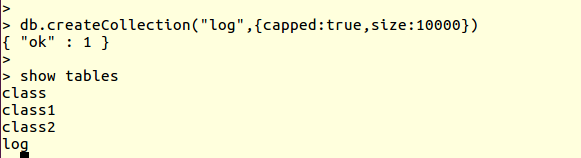 >
> db.createCollection("log",{capped:true,size:10000})
{ "ok" : 1 }
>
> show tables
class
class1
class2
log